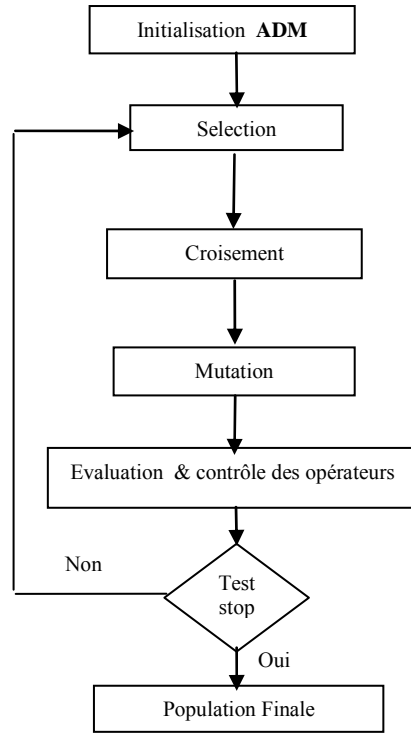 Initialisation ADM
Selection
Croisement
Mutation
Evaluation & contrôle des opérateurs
Non
Test
stop
Oui
Population Finale